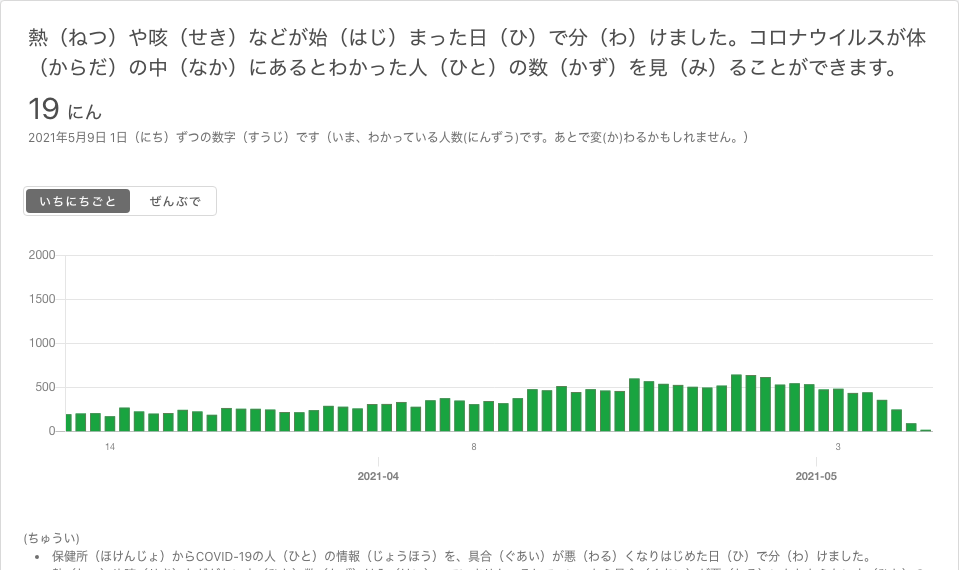 熱（ねつ）や咳（せき）などが始（はじ）まった日（ひ）で分（わ）けました。コロナウイルスが体
（からだ）の中（なか）にあるとわかった人（ひと）の数（かず）を見（み）ることができます。
19 にん
2021年5月9日 1日（にち）ずつの数字（すうじ）です（いま、わかっている人数(にんずう)です。あとで変(か)わるかもしれません。）
いちにちごと ぜんぶで
2000
1500
1000
500
0
14 8 3
2021-04 2021-05
(ちゅうい)
• 保健所（ほけんじょ）からCOVID-19の人（ひと）の情報（じょうほう）を、具合（ぐあい）が悪（わる）くなりはじめた日（ひ）で分（わ）けました。